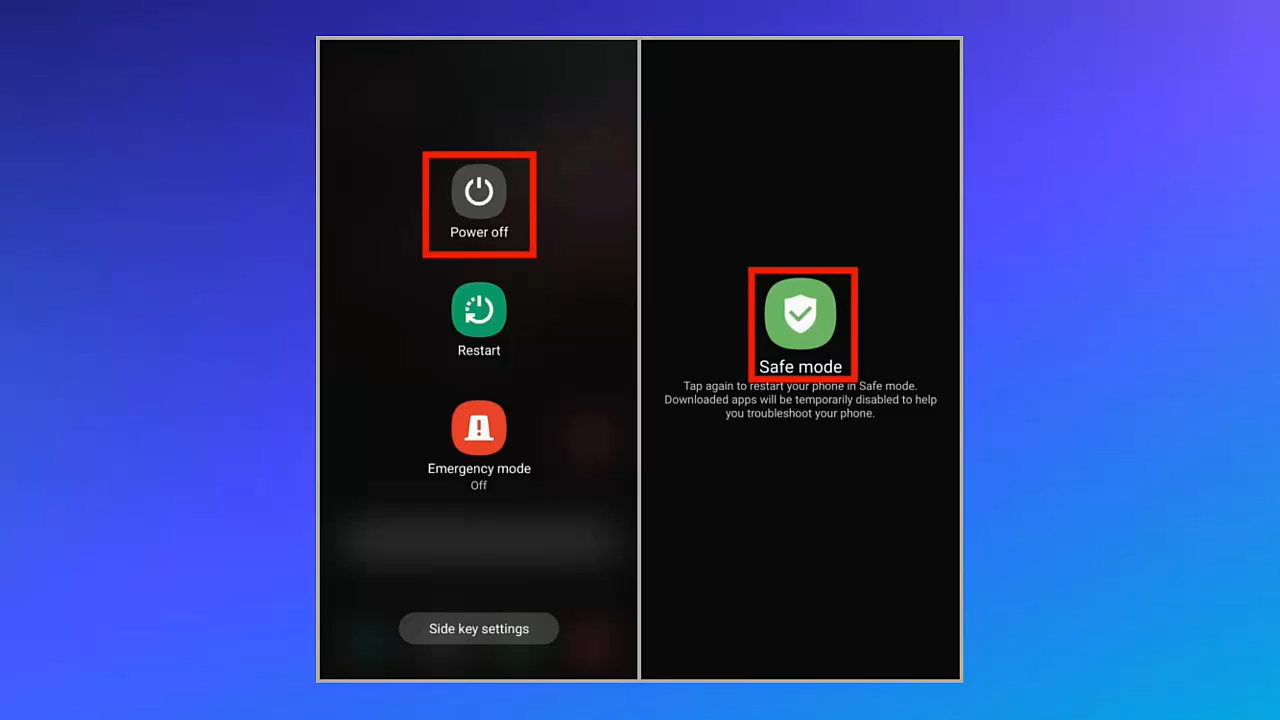 Power off
Restart
Emergency mode
Off
Side key settings
Safe mode
Tap again to restart your phone in Safe mode.
Downloaded apps will be temporarily disabled to help
you troubleshoot your phone.